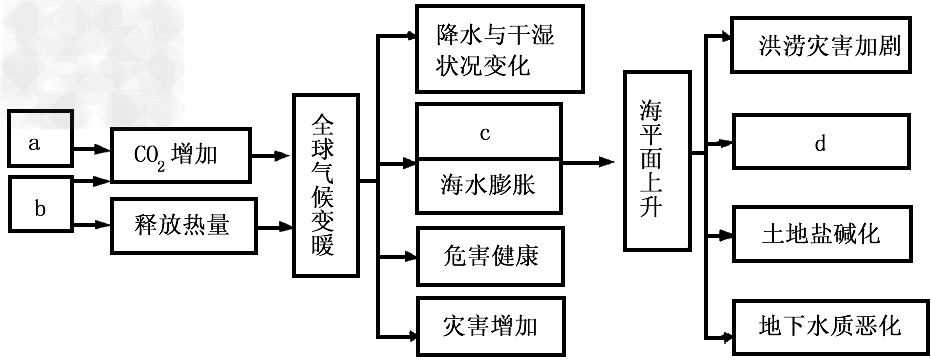 a
b
CO₂增加
释放热量
全球气候变暖
降水与干湿
状况变化
c
海水膨胀
危害健康
灾害增加
海平面上升
洪涝灾害加剧
d
土地盐碱化
地下水质恶化